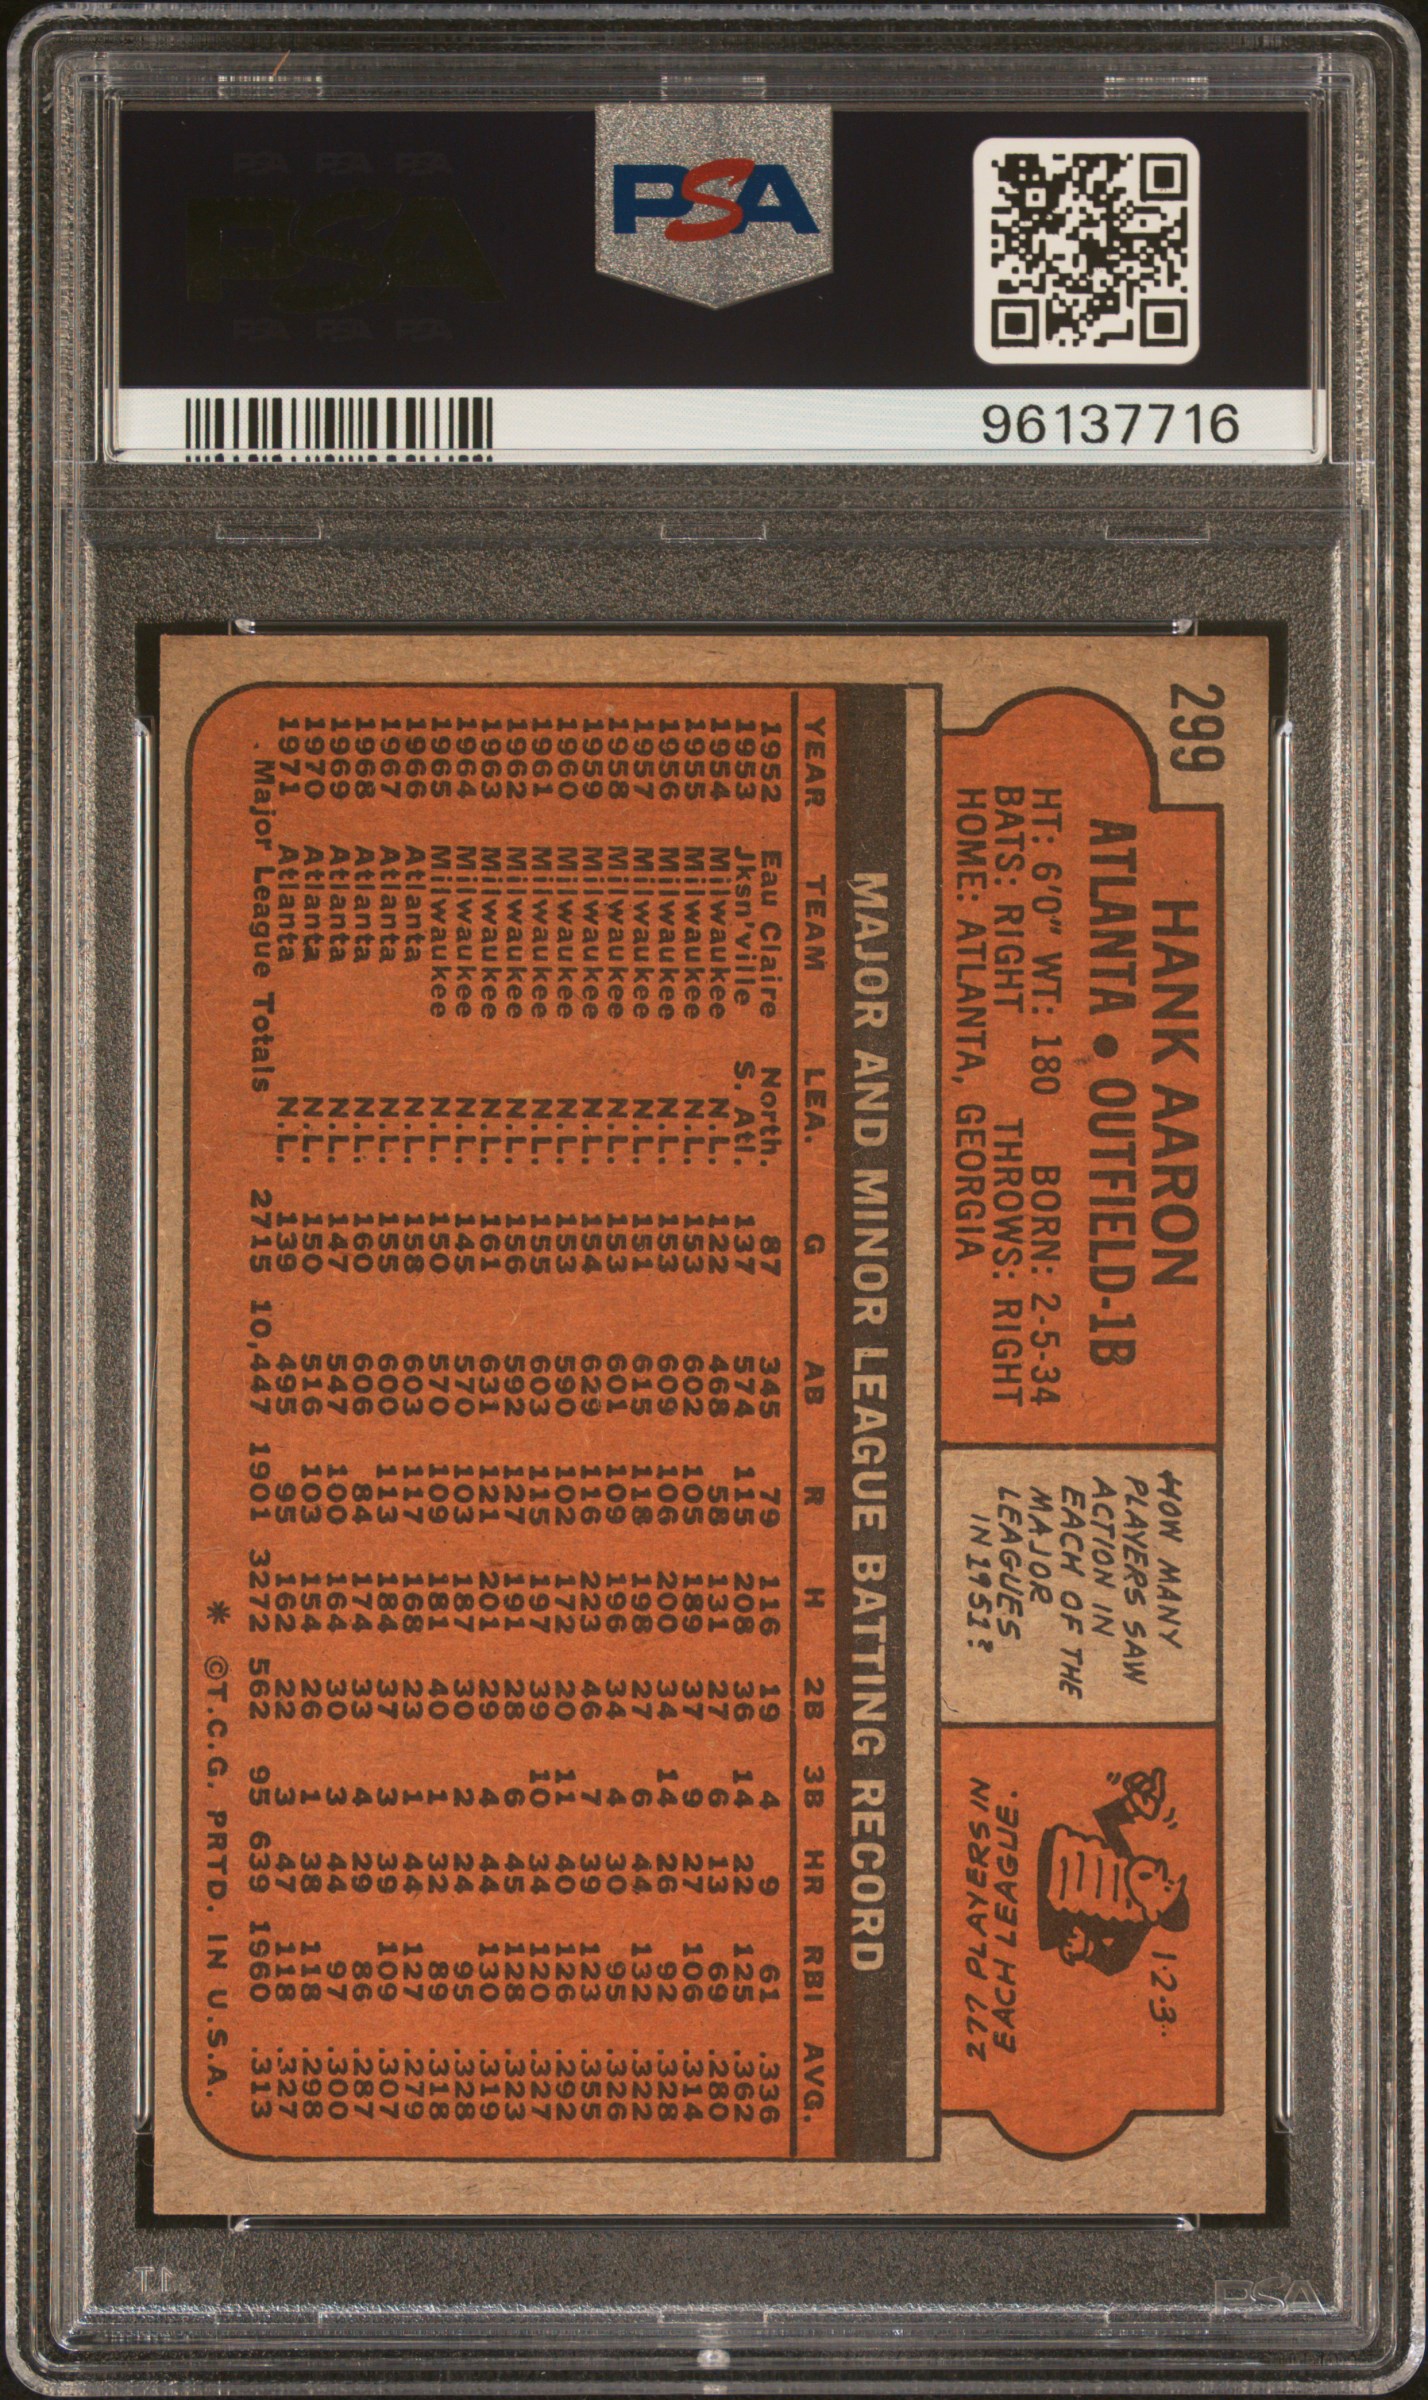 PSA
96137716
299
HANK AARON
ATLANTA • OUTFIELD-1B
HT: 6'0" WT: 180 BORN: 2-5-34
BATS: RIGHT THROWS: RIGHT
HOME: ATLANTA, GEORGIA
HOW MANY
PLAYERS SAW
ACTION IN
EACH OF THE
MAJOR
LEAGUES
IN 1951?
1·2·3··
277 PLAYERS IN
EACH LEAGUE.
MAJOR AND MINOR LEAGUE BATTING RECORD
YEAR TEAM LEA. G AB R H 2B 3B HR RBI AVG.
1952 Eau Claire North. 87 345 79 116 19 4 9 61 .336
1953 Jksn'ville S. Atl. 137 574 115 208 36 14 22 125 .362
1954 Milwaukee N.L. 122 468 58 131 27 6 13 69 .280
1955 Milwaukee N.L. 153 602 105 189 37 9 27 106 .314
1956 Milwaukee N.L. 153 609 106 200 34 14 26 92 .328
1957 Milwaukee N.L. 151 615 118 198 27 6 44 132 .322
1958 Milwaukee N.L. 153 601 109 196 34 4 30 95 .326
1959 Milwaukee N.L. 154 629 116 223 46 7 39 123 .355
1960 Milwaukee N.L. 153 590 102 172 20 11 40 126 .292
1961 Milwaukee N.L. 155 603 115 197 39 10 34 120 .327
1962 Milwaukee N.L. 156 592 127 191 28 6 45 128 .323
1963 Milwaukee N.L. 161 631 121 201 29 4 44 130 .319
1964 Milwaukee N.L. 145 570 103 187 30 2 24 95 .328
1965 Milwaukee N.L. 150 570 109 181 40 1 32 89 .318
1966 Atlanta N.L. 158 603 117 168 23 1 44 127 .279
1967 Atlanta N.L. 155 600 113 184 37 3 39 109 .307
1968 Atlanta N.L. 160 606 84 174 33 4 29 86 .287
1969 Atlanta N.L. 147 547 100 164 30 3 44 97 .300
1970 Atlanta N.L. 150 516 103 154 26 1 38 118 .298
1971 Atlanta N.L. 139 495 95 162 22 3 47 118 .327
Major League Totals 2715 10,447 1901 3272 562 95 639 1960 .313
* ©T.C.G. PRTD. IN U.S.A.
PSA